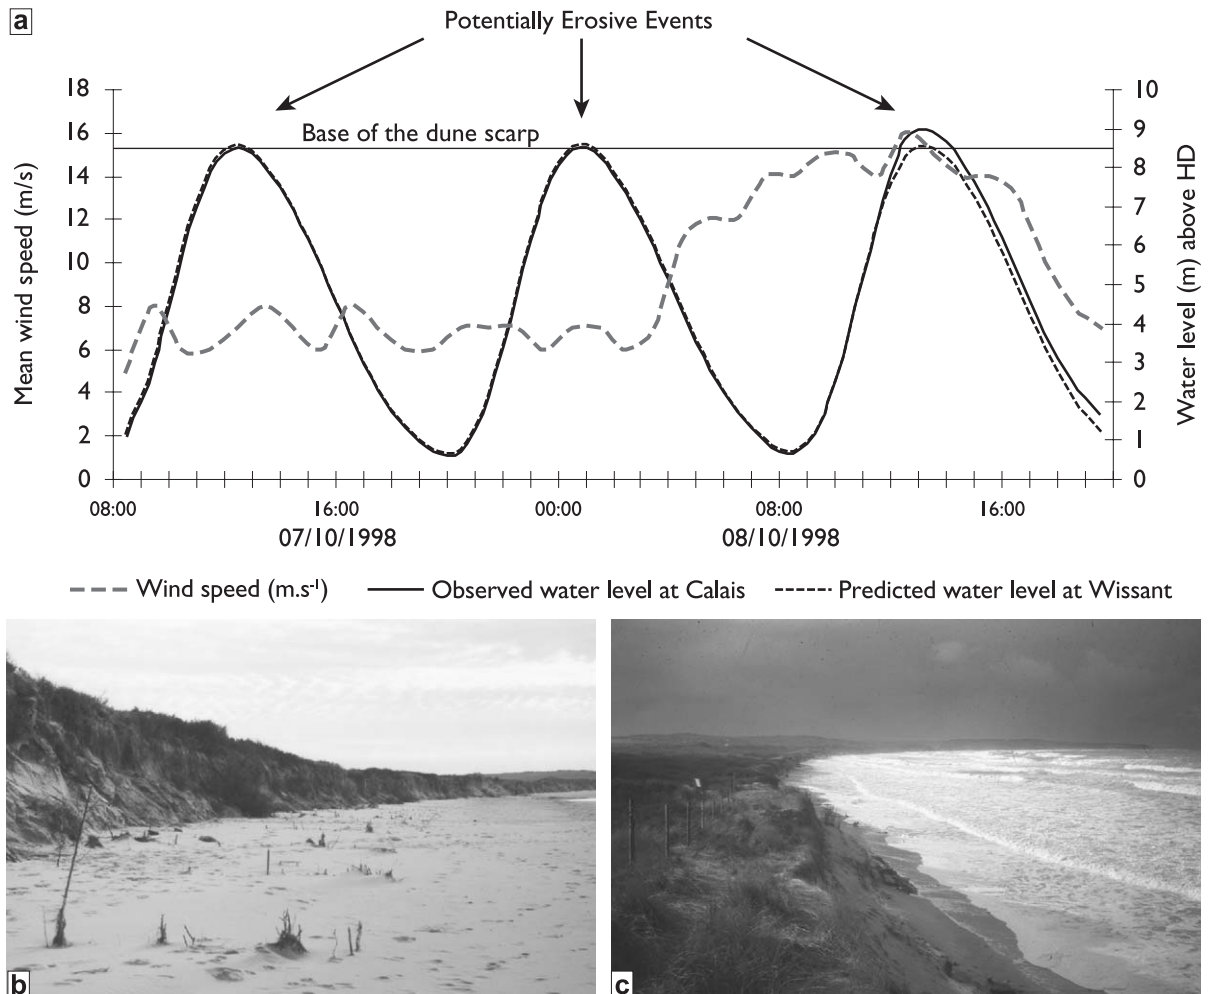 a
Potentially Erosive Events
Base of the dune scarp
Mean wind speed (m/s)
18
16
14
12
10
8
6
4
2
0
Water level (m) above HD
10
9
8
7
6
5
4
3
2
1
0
08:00 16:00 00:00 08:00 16:00
07/10/1998 08/10/1998
Wind speed (m.s⁻¹) Observed water level at Calais Predicted water level at Wissant
b c